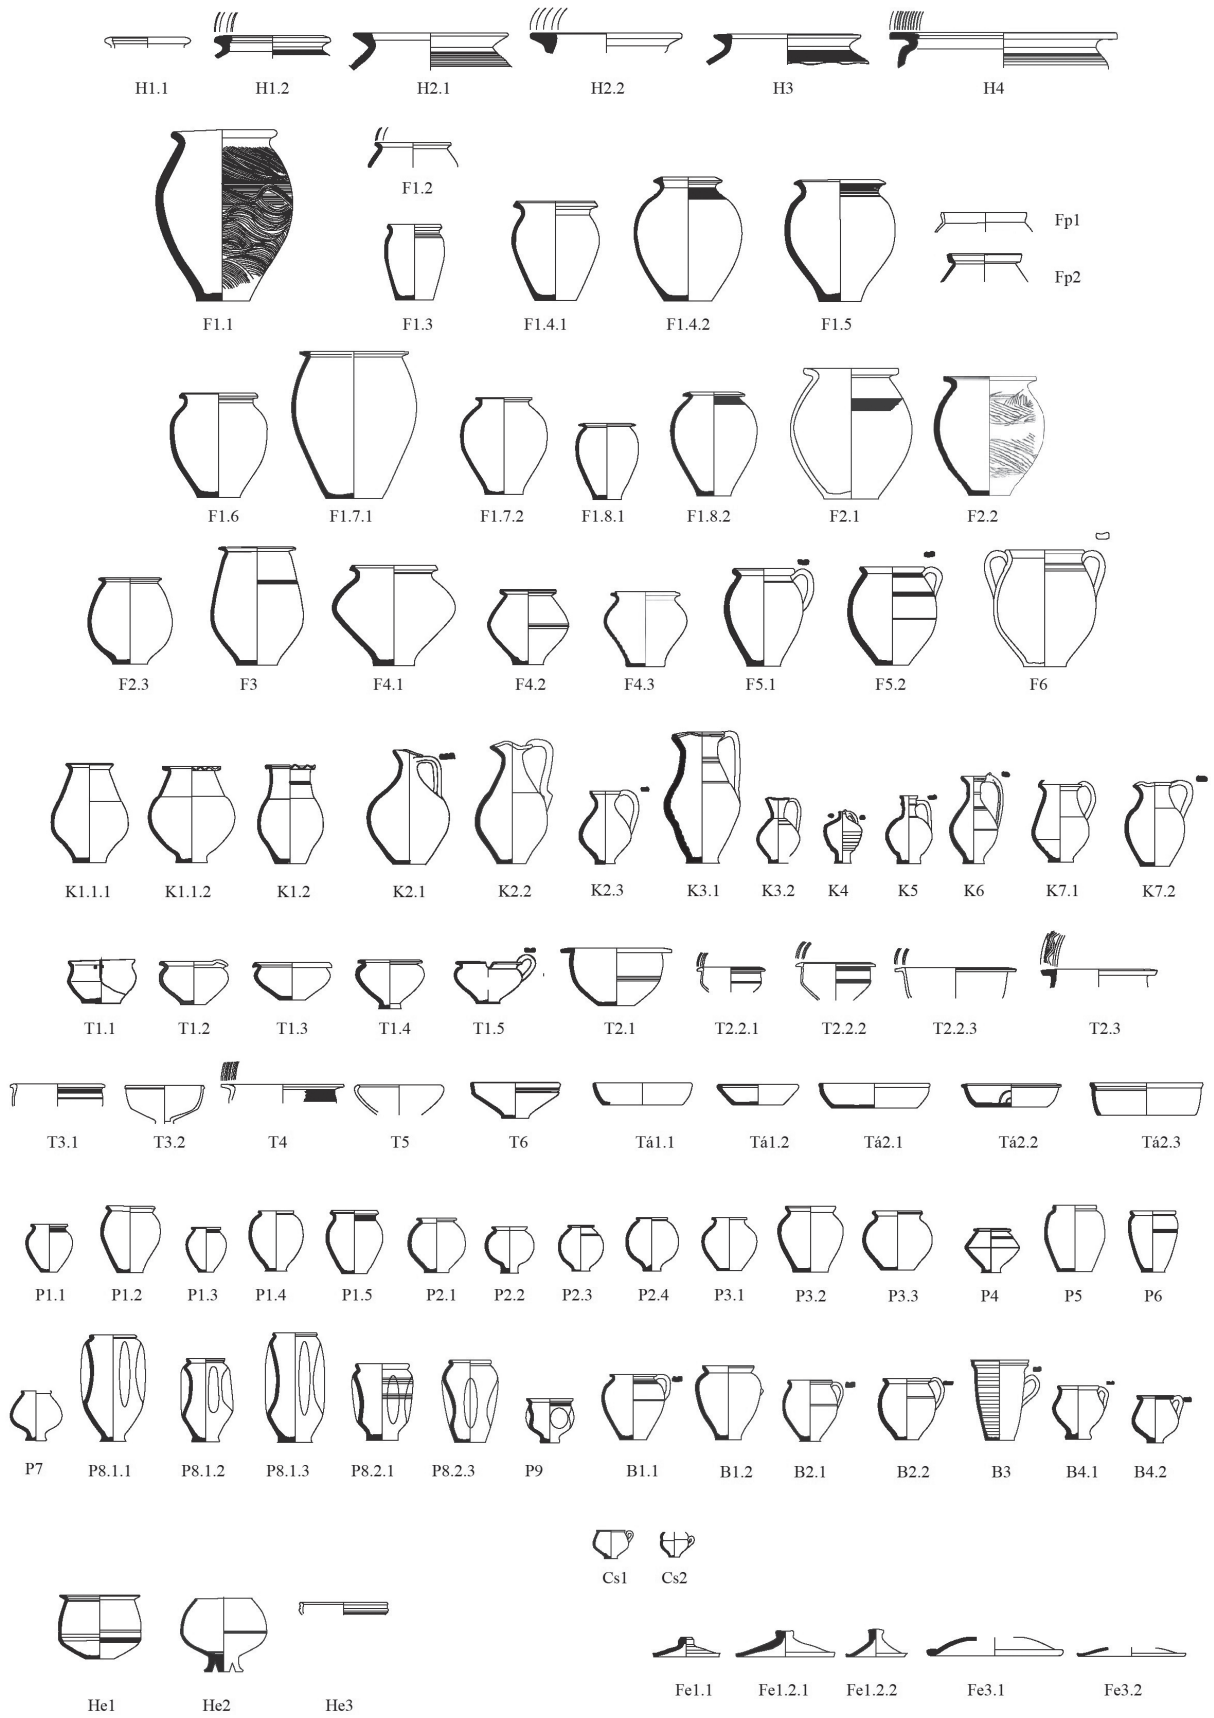 H1.1 H1.2 H2.1 H2.2 H3 H4
F1.2
Fp1
Fp2
F1.1 F1.3 F1.4.1 F1.4.2 F1.5
F1.6 F1.7.1 F1.7.2 F1.8.1 F1.8.2 F2.1 F2.2
F2.3 F3 F4.1 F4.2 F4.3 F5.1 F5.2 F6
K1.1.1 K1.1.2 K1.2 K2.1 K2.2 K2.3 K3.1 K3.2 K4 K5 K6 K7.1 K7.2
T1.1 T1.2 T1.3 T1.4 T1.5 T2.1 T2.2.1 T2.2.2 T2.2.3 T2.3
T3.1 T3.2 T4 T5 T6 Tá1.1 Tá1.2 Tá2.1 Tá2.2 Tá2.3
P1.1 P1.2 P1.3 P1.4 P1.5 P2.1 P2.2 P2.3 P2.4 P3.1 P3.2 P3.3 P4 P5 P6
P7 P8.1.1 P8.1.2 P8.1.3 P8.2.1 P8.2.3 P9 B1.1 B1.2 B2.1 B2.2 B3 B4.1 B4.2
Cs1 Cs2
He1 He2 He3 Fe1.1 Fe1.2.1 Fe1.2.2 Fe3.1 Fe3.2